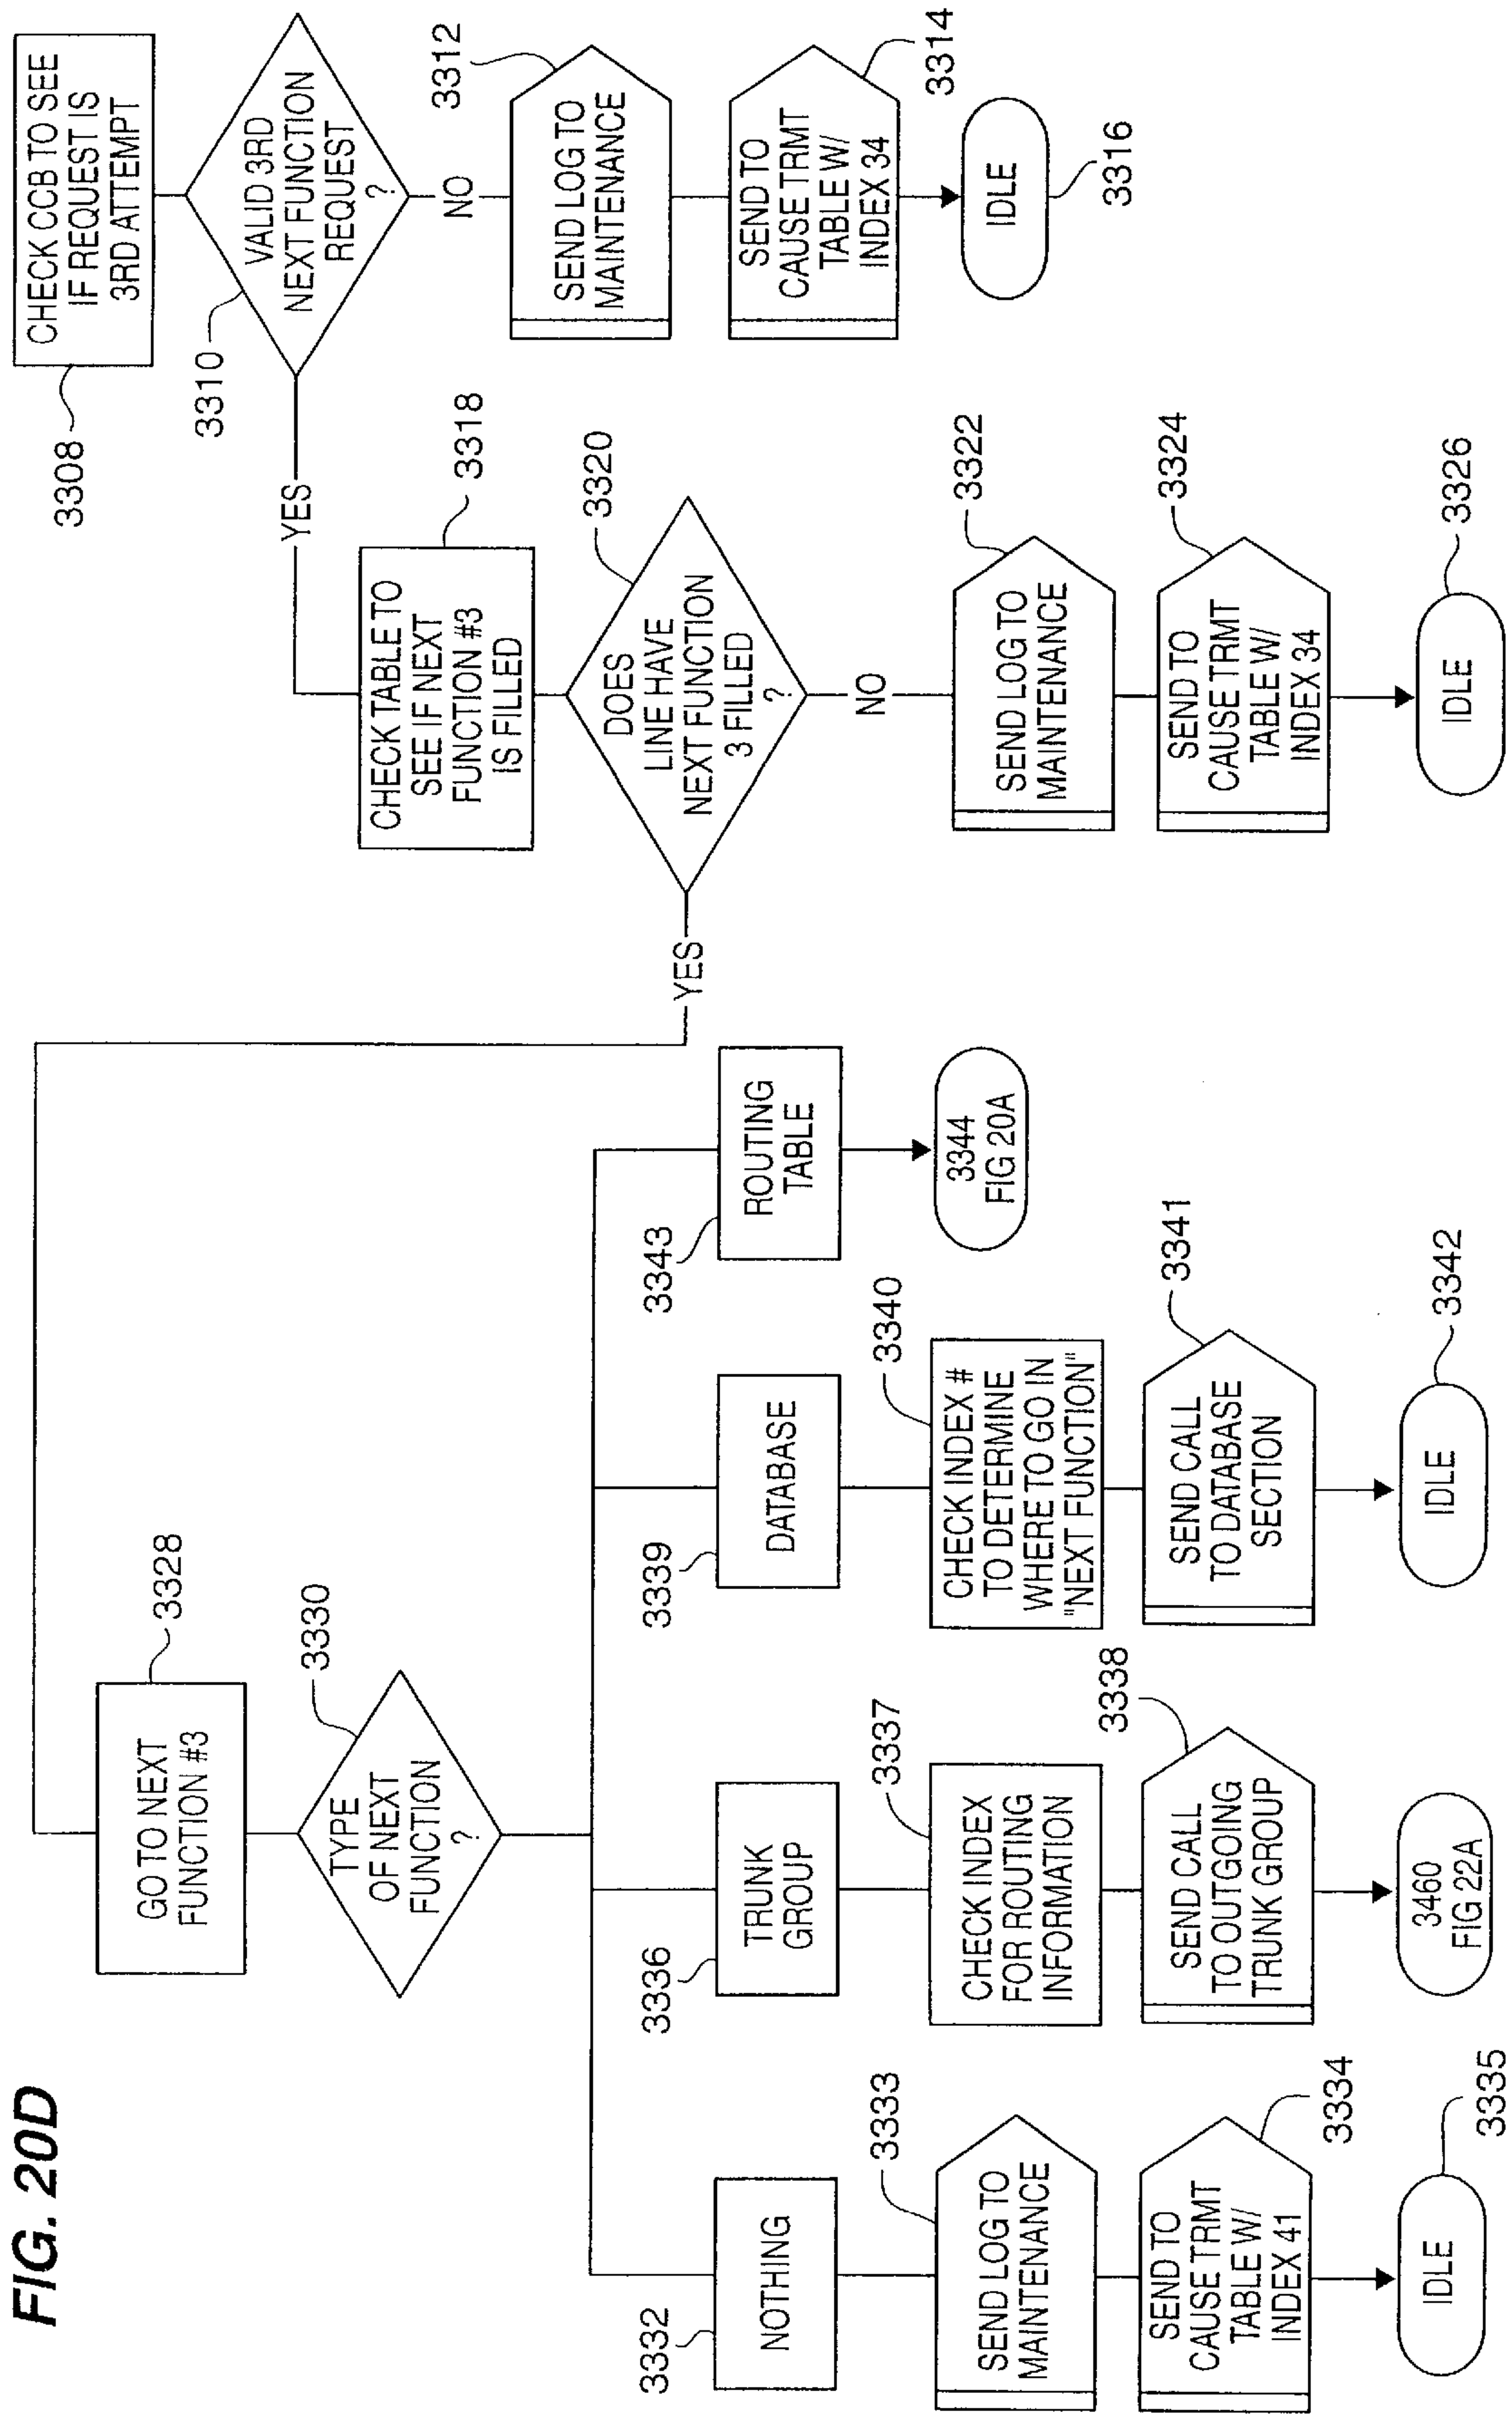 FIG. 20D
CHECK CCB TO SEE
IF REQUEST IS
3RD ATTEMPT
3308
VALID 3RD
NEXT FUNCTION
REQUEST
?
3310
NO
SEND LOG TO
MAINTENANCE
3312
SEND TO
CAUSE TRMT
TABLE W/
INDEX 34
3314
IDLE
3316
YES
CHECK TABLE TO
SEE IF NEXT
FUNCTION #3
IS FILLED
3318
DOES
LINE HAVE
NEXT FUNCTION
3 FILLED
?
3320
NO
SEND LOG TO
MAINTENANCE
3322
SEND TO
CAUSE TRMT
TABLE W/
INDEX 34
3324
IDLE
3326
YES
GO TO NEXT
FUNCTION #3
3328
TYPE
OF NEXT
FUNCTION
?
3330
NOTHING
3332
SEND LOG TO
MAINTENANCE
3333
SEND TO
CAUSE TRMT
TABLE W/
INDEX 41
3334
IDLE
3335
TRUNK
GROUP
3336
CHECK INDEX
FOR ROUTING
INFORMATION
3337
SEND CALL
TO OUTGOING
TRUNK GROUP
3338
3460
FIG 22A
DATABASE
3339
CHECK INDEX #
TO DETERMINE
WHERE TO GO IN
"NEXT FUNCTION"
3340
SEND CALL
TO DATABASE
SECTION
3341
IDLE
3342
ROUTING
TABLE
3343
3344
FIG 20A